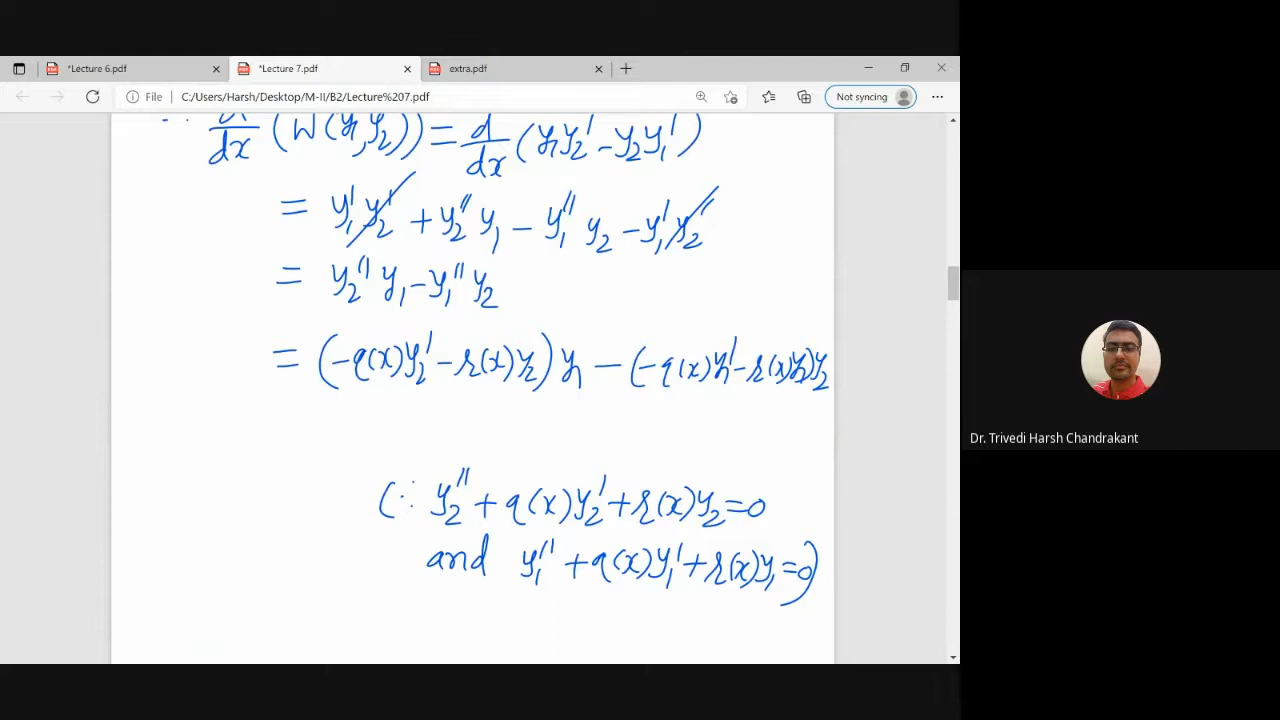 *Lecture 6.pdf
*Lecture 7.pdf
extra.pdf
File
C:/Users/Harsh/Desktop/M-II/B2/Lecture%207.pdf
Not syncing
∴ d/dx (W(y₁,y₂)) = d/dx (y₁y₂' - y₂y₁')
= y₁'y₂' + y₂''y₁ - y₁''y₂ - y₁'y₂'
= y₂''y₁ - y₁''y₂
= (-q(x)y₂' - r(x)y₂)y₁ - (-q(x)y₁' - r(x)y₁)y₂
(∵ y₂'' + q(x)y₂' + r(x)y₂ = 0
and y₁'' + q(x)y₁' + r(x)y₁ = 0)
Dr. Trivedi Harsh Chandrakant